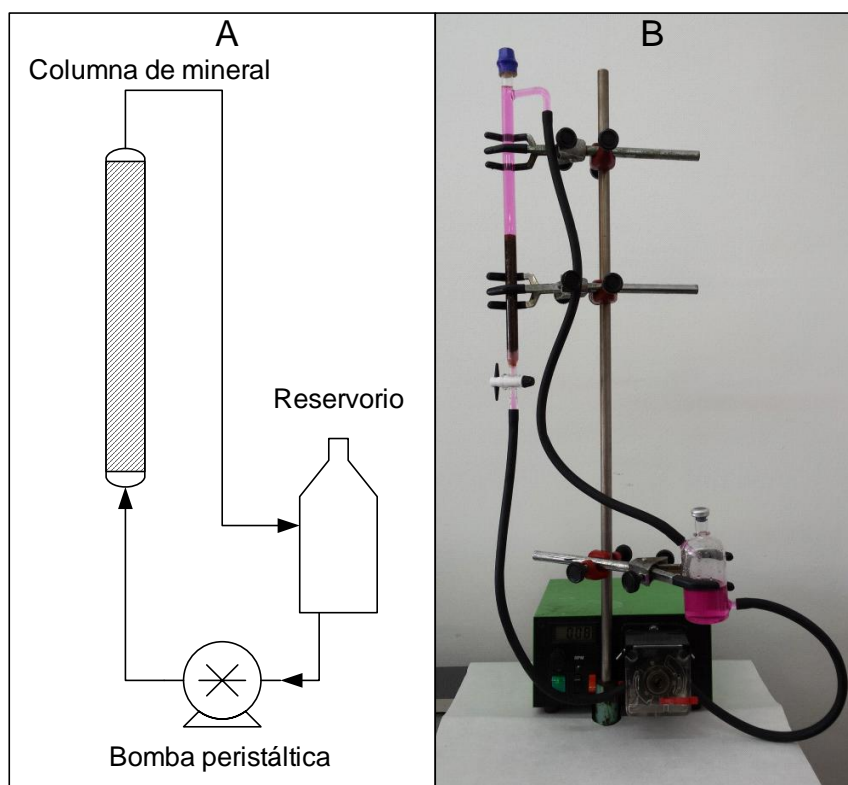 A
Columna de mineral
Reservorio
Bomba peristáltica
B